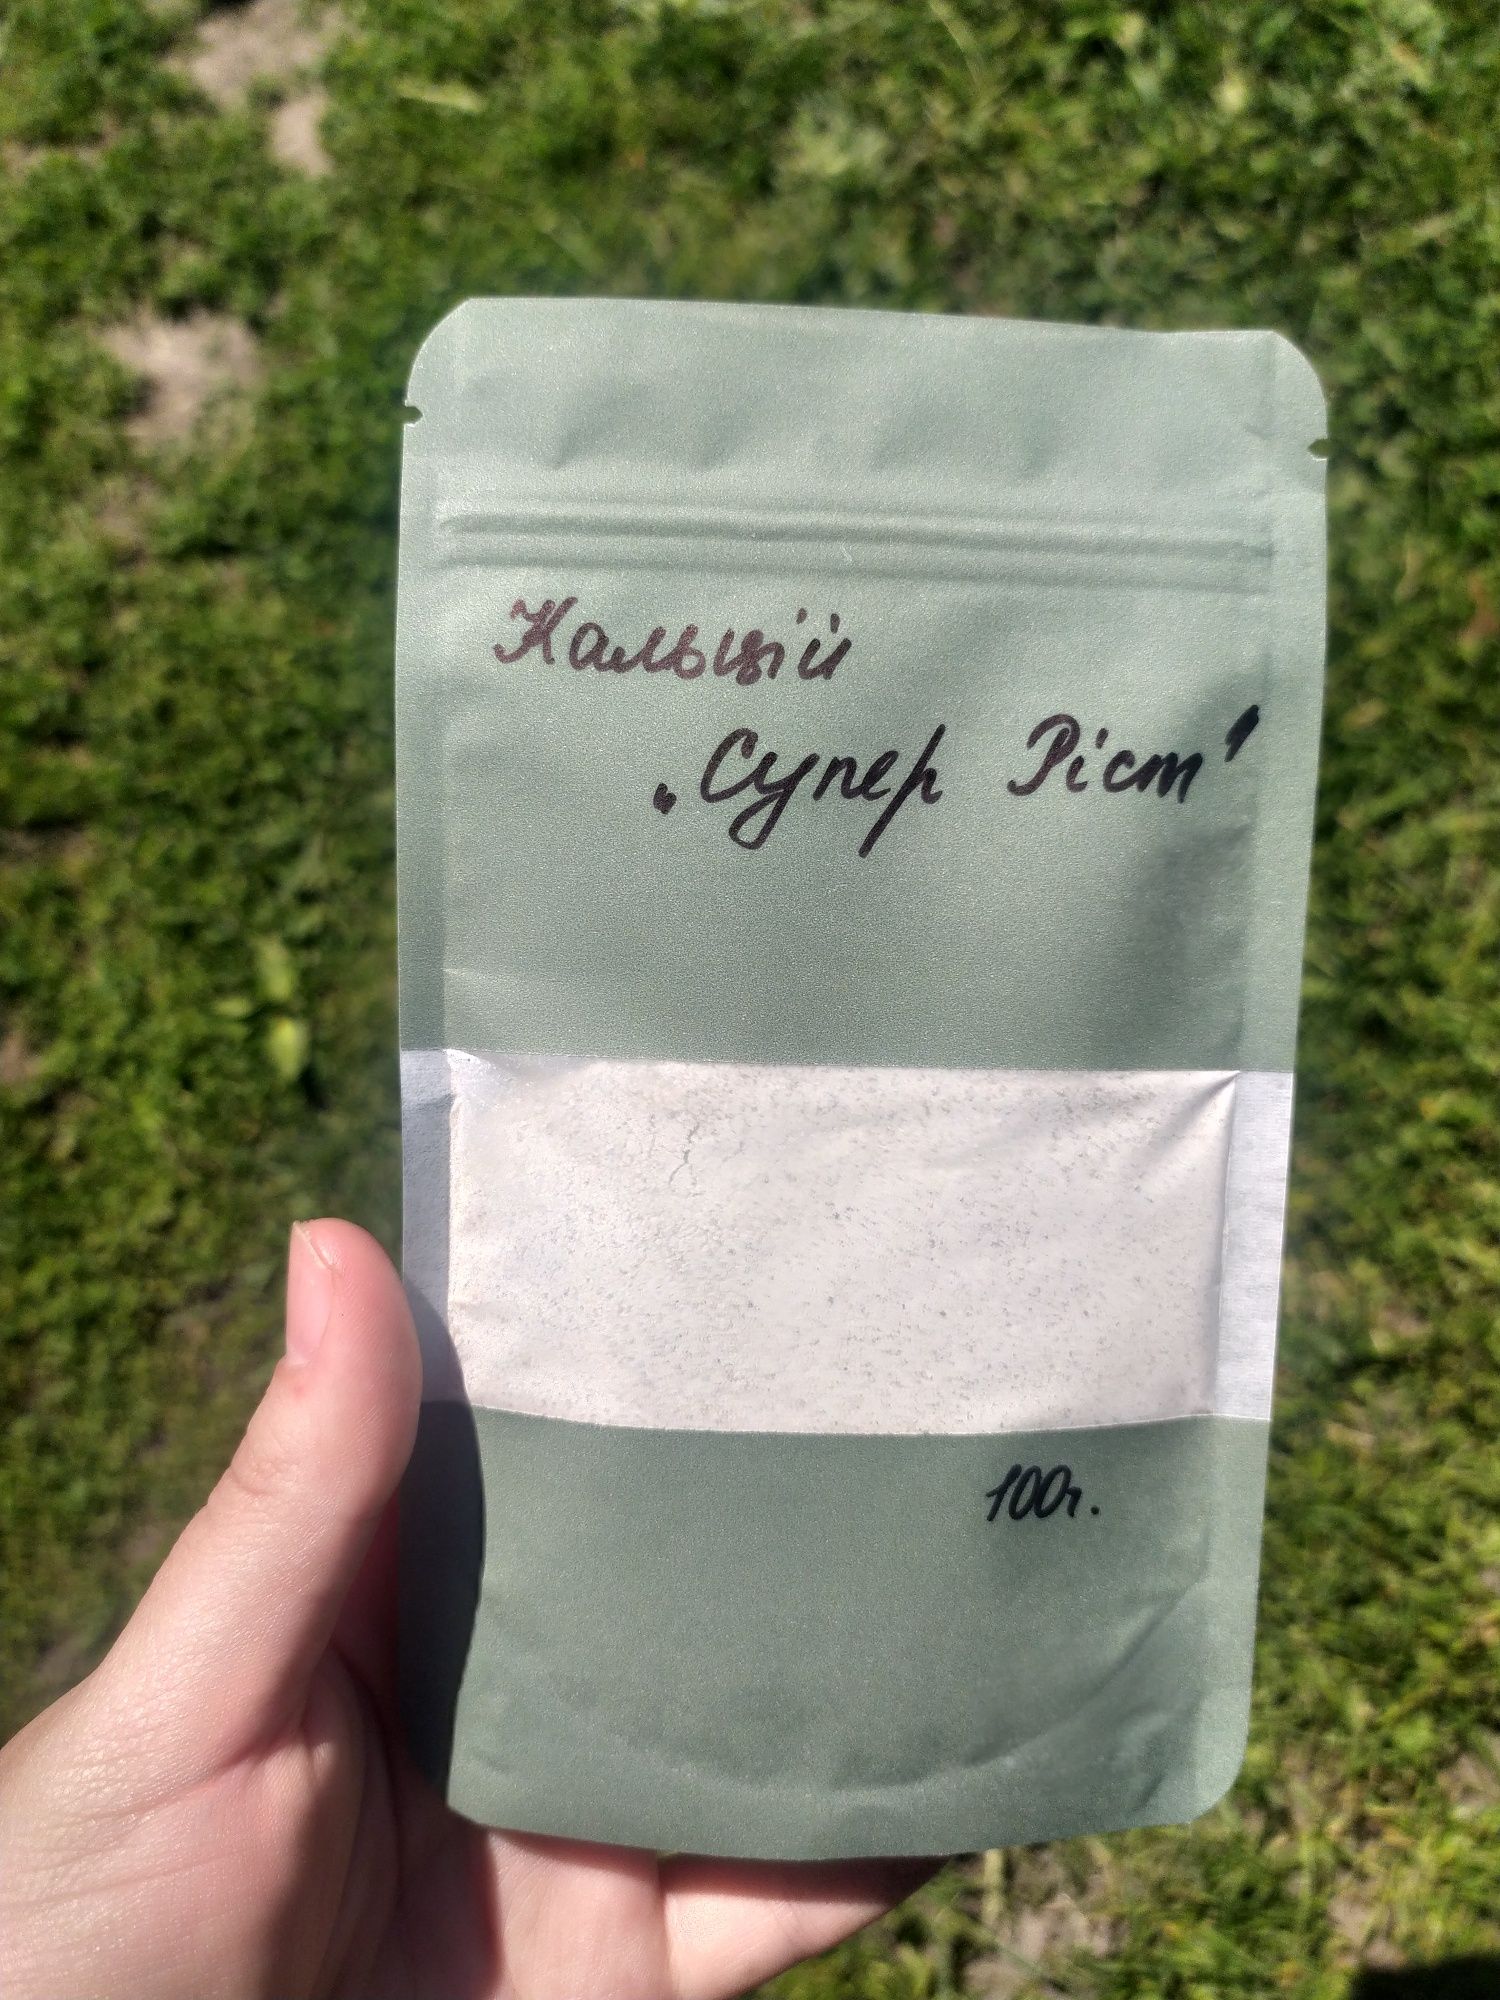 Кальцій
„Супер Ріст"
100г.